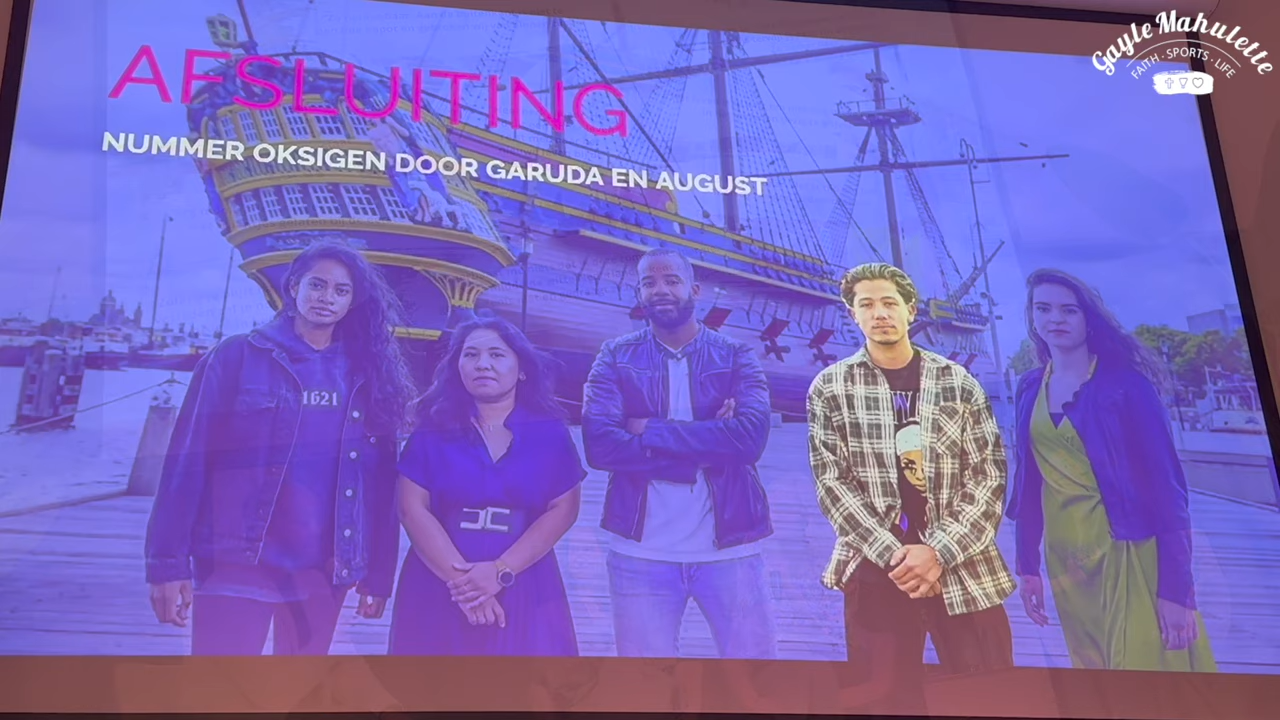 AFSLUITING
NUMMER OKSIGEN DOOR GARUDA EN AUGUST
Gayle Mahulette
FAITH · SPORTS · LIFE
1621